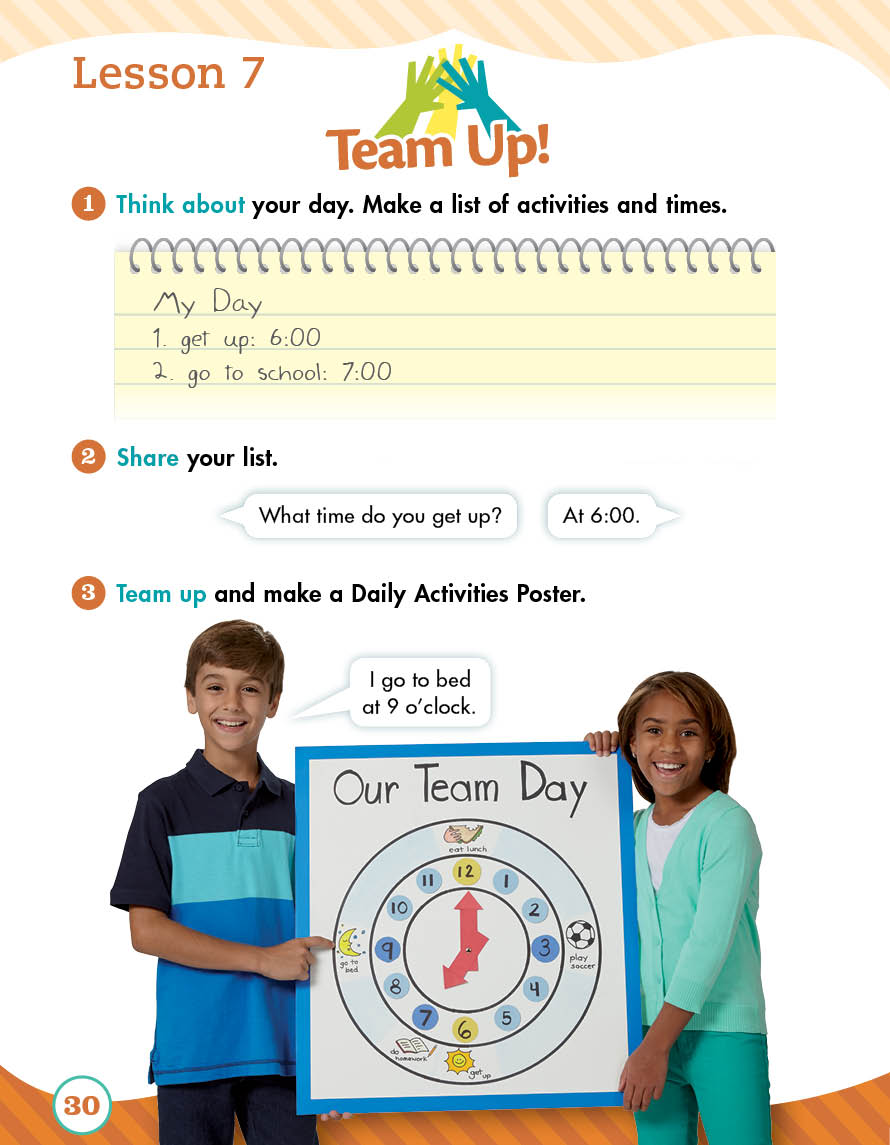 Lesson 7
Team Up!
1 Think about your day. Make a list of activities and times.
My Day
1. get up: 6:00
2. go to school: 7:00
2 Share your list.
What time do you get up?
At 6:00.
3 Team up and make a Daily Activities Poster.
I go to bed
at 9 o'clock.
Our Team Day
eat lunch
12
11
1
10
2
9
3
8
4
7
5
6
go to
bed
play
soccer
do
homework
get
up
30